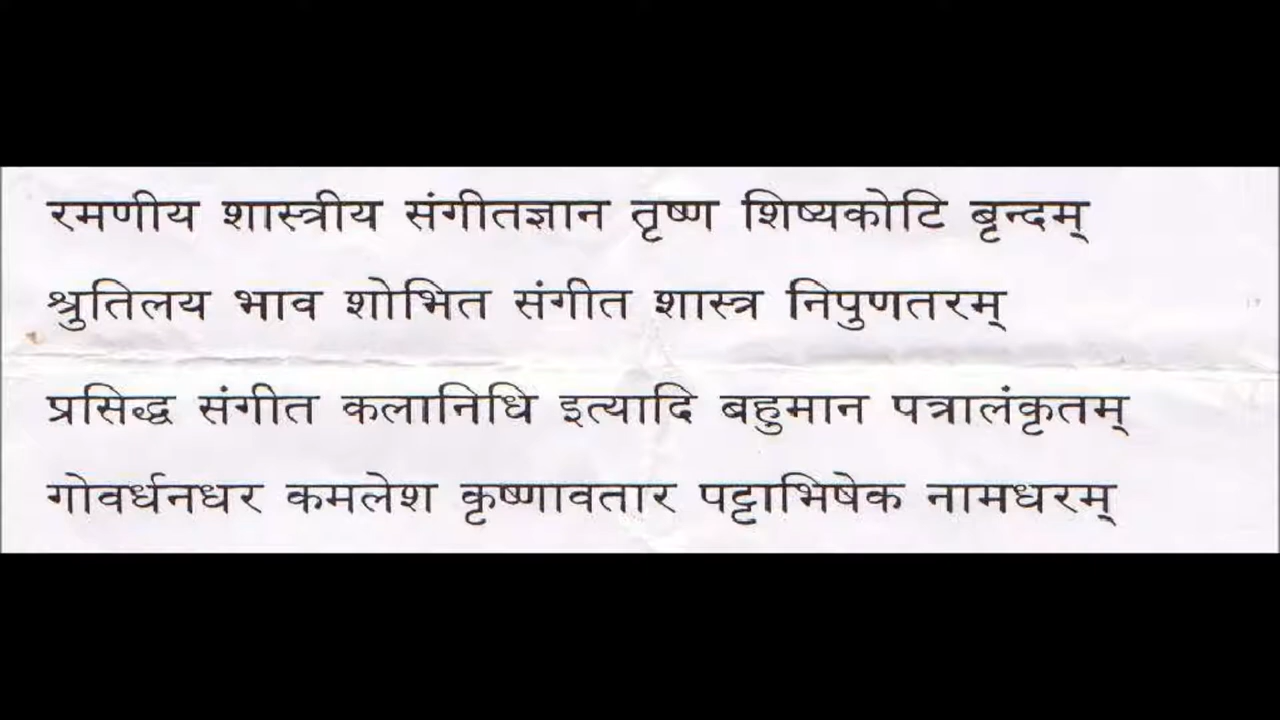 रमणीय शास्त्रीय संगीतज्ञान तृष्ण शिष्यकोटि बृन्दम्
श्रुतिलय भाव शोभित संगीत शास्त्र निपुणतरम्
प्रसिद्ध संगीत कलानिधि इत्यादि बहुमान पत्रालंकृतम्
गोवर्धनधर कमलेश कृष्णावतार पट्टाभिषेक नामधरम्